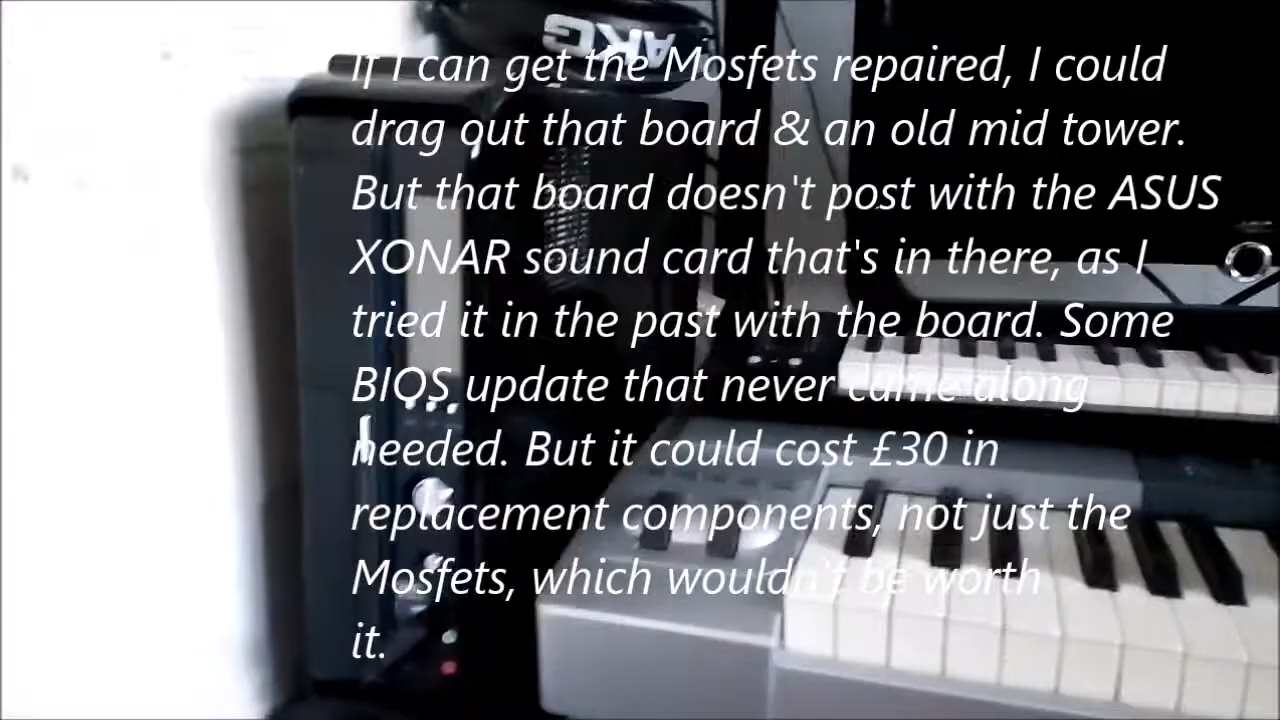 AKG
If I can get the Mosfets repaired, I could
drag out that board & an old mid tower.
But that board doesn't post with the ASUS
XONAR sound card that's in there, as I
tried it in the past with the board. Some
BIOS update that never came along
needed. But it could cost £30 in
replacement components, not just the
Mosfets, which wouldn't be worth
it.